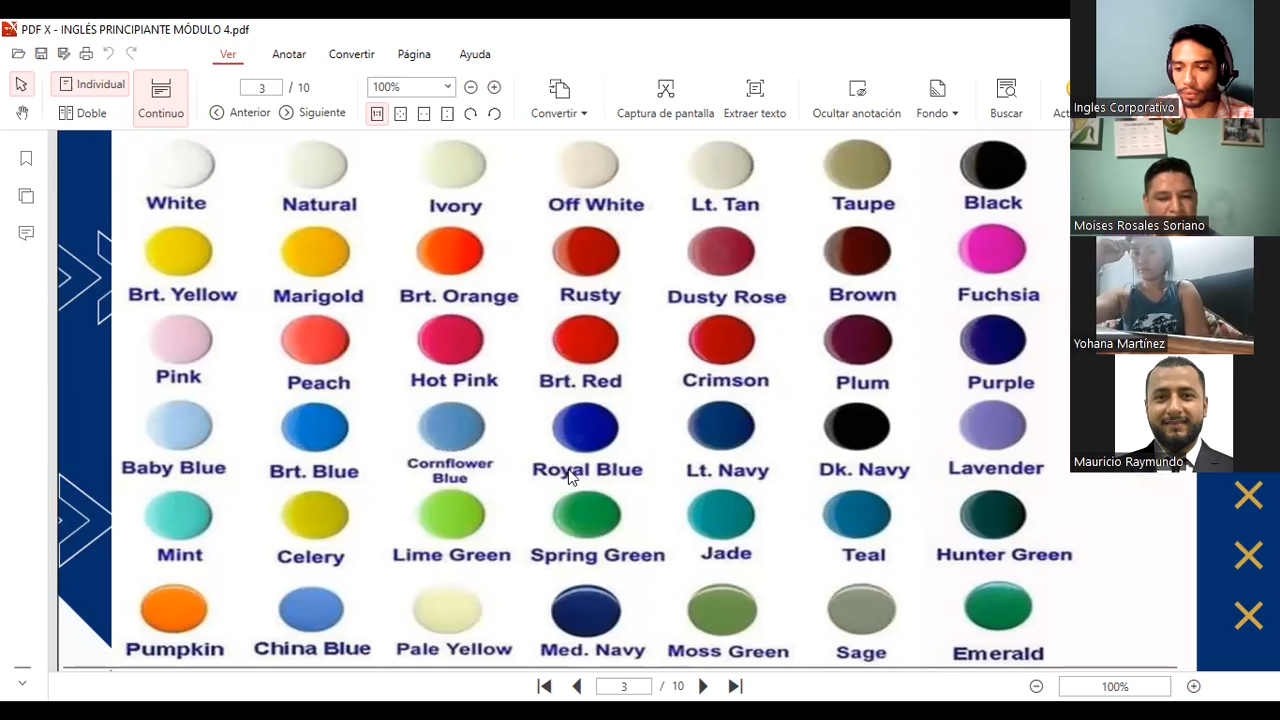 PDF X - INGLÉS PRINCIPIANTE MÓDULO 4.pdf
Ver Anotar Convertir Página Ayuda
Individual
Doble
Continuo
3 / 10
Anterior Siguiente
100%
Convertir
Captura de pantalla
Extraer texto
Ocultar anotación
Fondo
Buscar
White Natural Ivory Off White Lt. Tan Taupe Black
Brt. Yellow Marigold Brt. Orange Rusty Dusty Rose Brown Fuchsia
Pink Peach Hot Pink Brt. Red Crimson Plum Purple
Baby Blue Brt. Blue Cornflower Blue Royal Blue Lt. Navy Dk. Navy Lavender
Mint Celery Lime Green Spring Green Jade Teal Hunter Green
Pumpkin China Blue Pale Yellow Med. Navy Moss Green Sage Emerald
3 / 10
100%
Ingles Corporativo
Moises Rosales Soriano
Yohana Martínez
Mauricio Raymundo